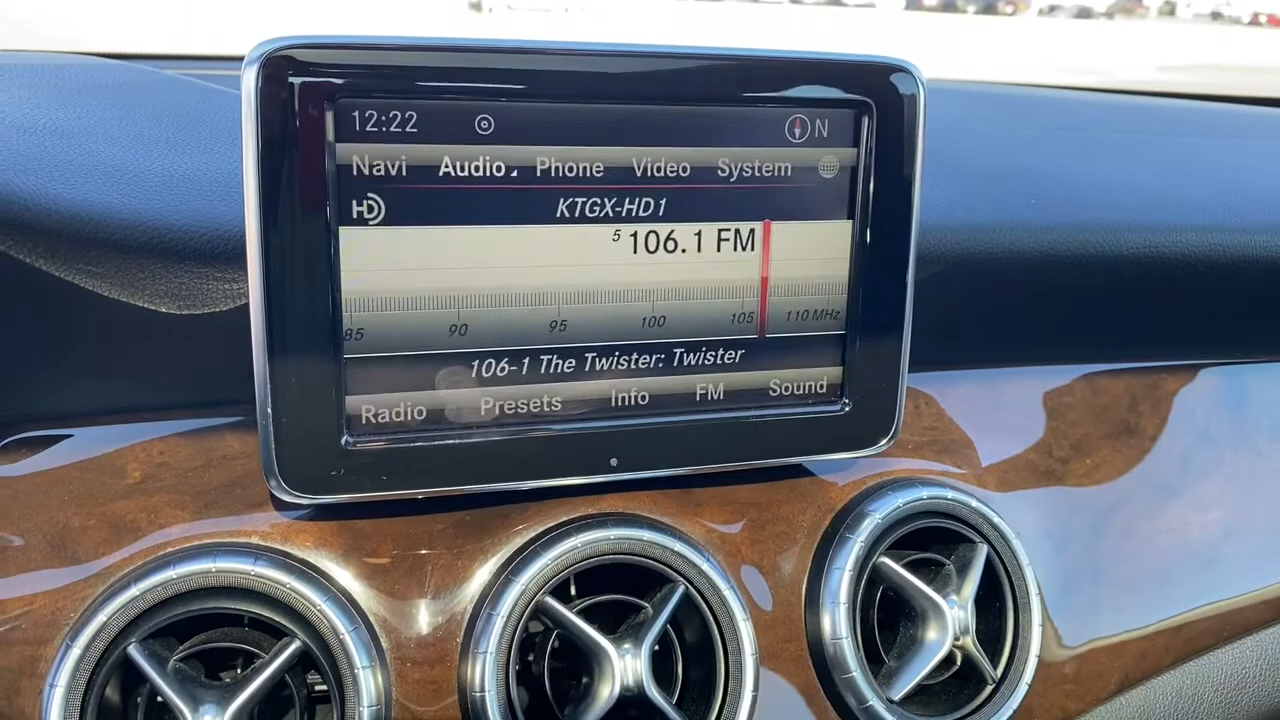 12:22 N
Navi Audio Phone Video System
HD KTGX-HD1
5 106.1 FM
85 90 95 100 105 110 MHz
106-1 The Twister: Twister
Radio Presets Info FM Sound